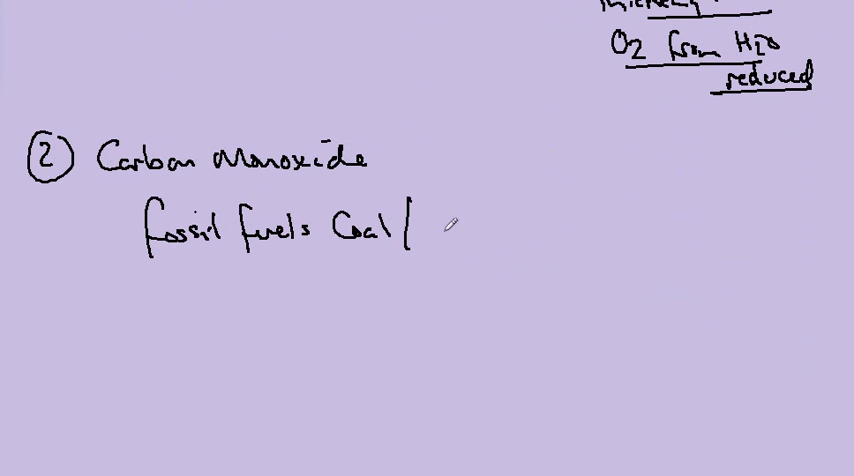 O2 from H2O
reduced
② Carbon Monoxide
Fossil fuels Coal /